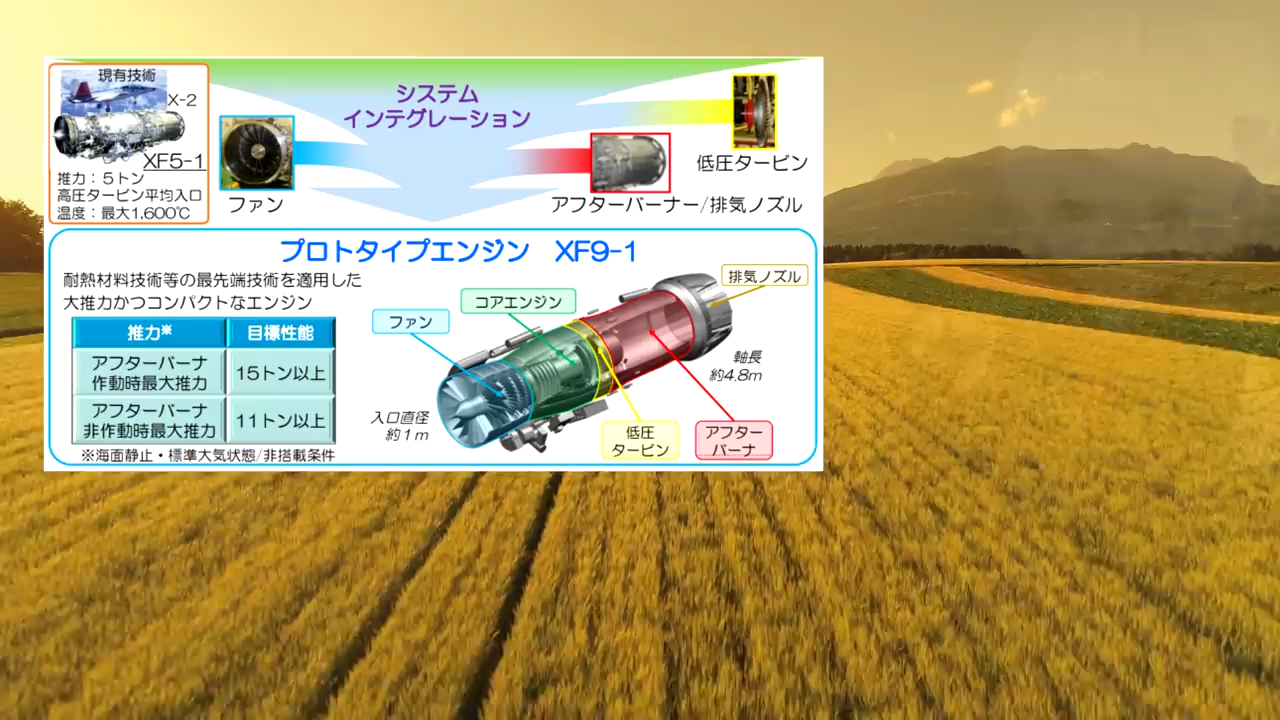 現有技術
X-2
XF5-1
推力：５トン
高圧タービン平均入口
温度：最大1,600℃
システム
インテグレーション
ファン
アフターバーナー/排気ノズル
低圧タービン
プロトタイプエンジン　XF9-1
耐熱材料技術等の最先端技術を適用した
大推力かつコンパクトなエンジン
推力※
目標性能
アフターバーナ
作動時最大推力
15トン以上
アフターバーナ
非作動時最大推力
11トン以上
※海面静止・標準大気状態/非搭載条件
ファン
コアエンジン
排気ノズル
軸長
約4.8m
入口直径
約１m
低圧
タービン
アフター
バーナ